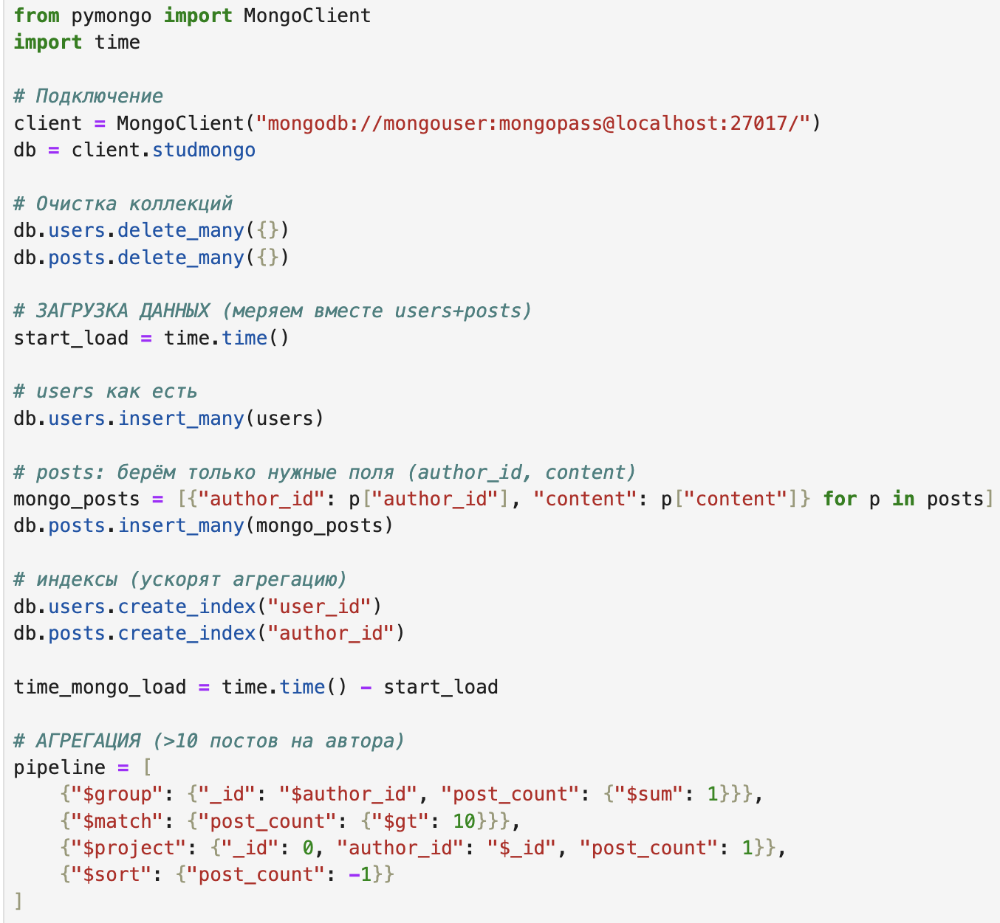 from pymongo import MongoClient
import time
# Подключение
client = MongoClient("mongodb://mongouser:mongopass@localhost:27017/")
db = client.studmongo
# Очистка коллекций
db.users.delete_many({})
db.posts.delete_many({})
# ЗАГРУЗКА ДАННЫХ (меряем вместе users+posts)
start_load = time.time()
# users как есть
db.users.insert_many(users)
# posts: берём только нужные поля (author_id, content)
mongo_posts = [{"author_id": p["author_id"], "content": p["content"]} for p in posts]
db.posts.insert_many(mongo_posts)
# индексы (ускорят агрегацию)
db.users.create_index("user_id")
db.posts.create_index("author_id")
time_mongo_load = time.time() - start_load
# АГРЕГАЦИЯ (>10 постов на автора)
pipeline = [
    {"$group": {"_id": "$author_id", "post_count": {"$sum": 1}}},
    {"$match": {"post_count": {"$gt": 10}}},
    {"$project": {"_id": 0, "author_id": "$_id", "post_count": 1}},
    {"$sort": {"post_count": -1}}
]